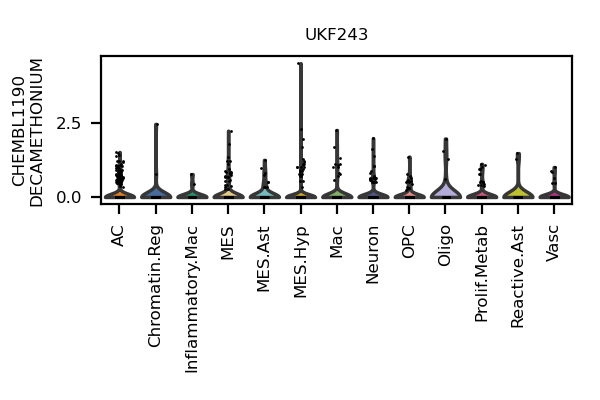 UKF243
CHEMBL1190
DECAMETHONIUM
2.5
0.0
AC
Chromatin.Reg
Inflammatory.Mac
MES
MES.Ast
MES.Hyp
Mac
Neuron
OPC
Oligo
Prolif.Metab
Reactive.Ast
Vasc